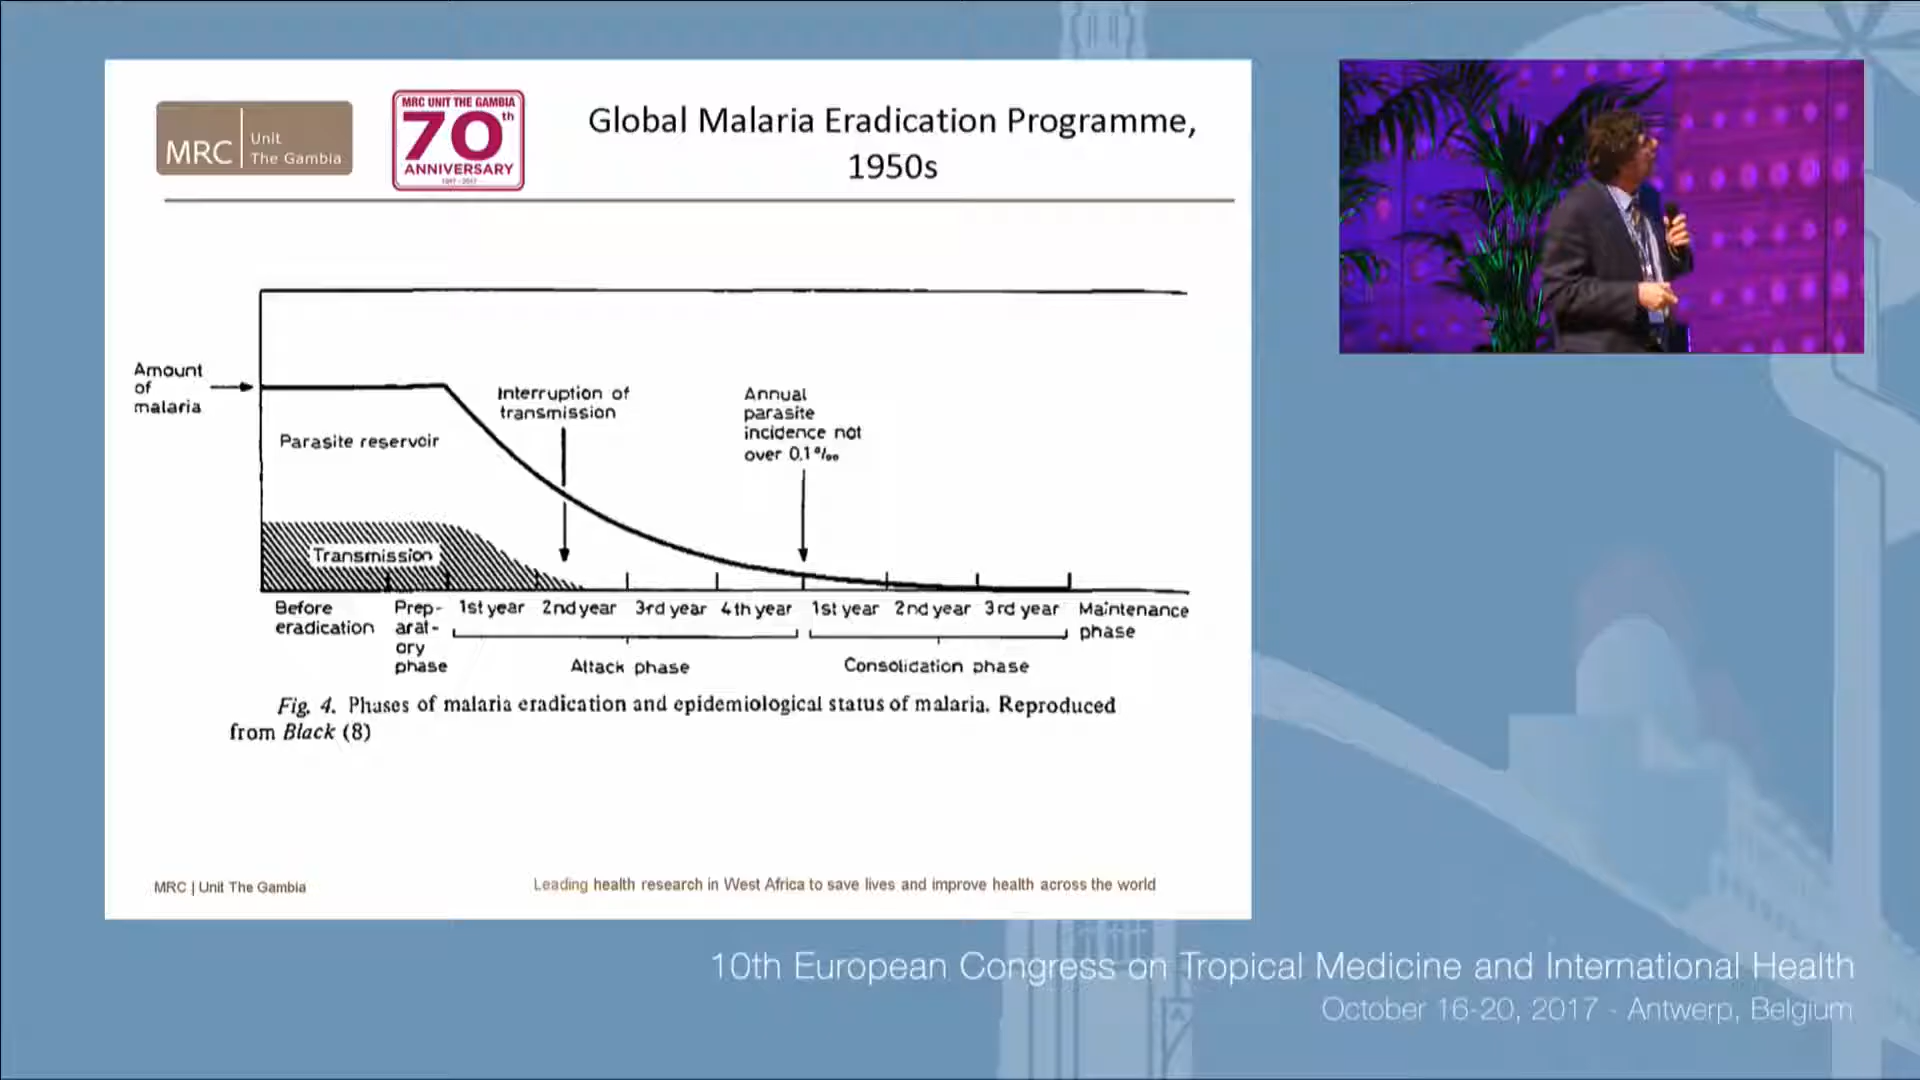 MRC
Unit
The Gambia
MRC UNIT THE GAMBIA
70th
ANNIVERSARY
1947 - 2017
Global Malaria Eradication Programme,
1950s
Amount
of
malaria
Parasite reservoir
Transmission
Interruption of
transmission
Annual
parasite
incidence not
over 0.1‰
Before
eradication
Prep-
arat-
ory
phase
1st year
2nd year
3rd year
4th year
1st year
2nd year
3rd year
Maintenance
phase
Attack phase
Consolidation phase
Fig. 4. Phases of malaria eradication and epidemiological status of malaria. Reproduced
from Black (8)
MRC | Unit The Gambia
Leading health research in West Africa to save lives and improve health across the world
10th European Congress on Tropical Medicine and International Health
October 16-20, 2017 - Antwerp, Belgium